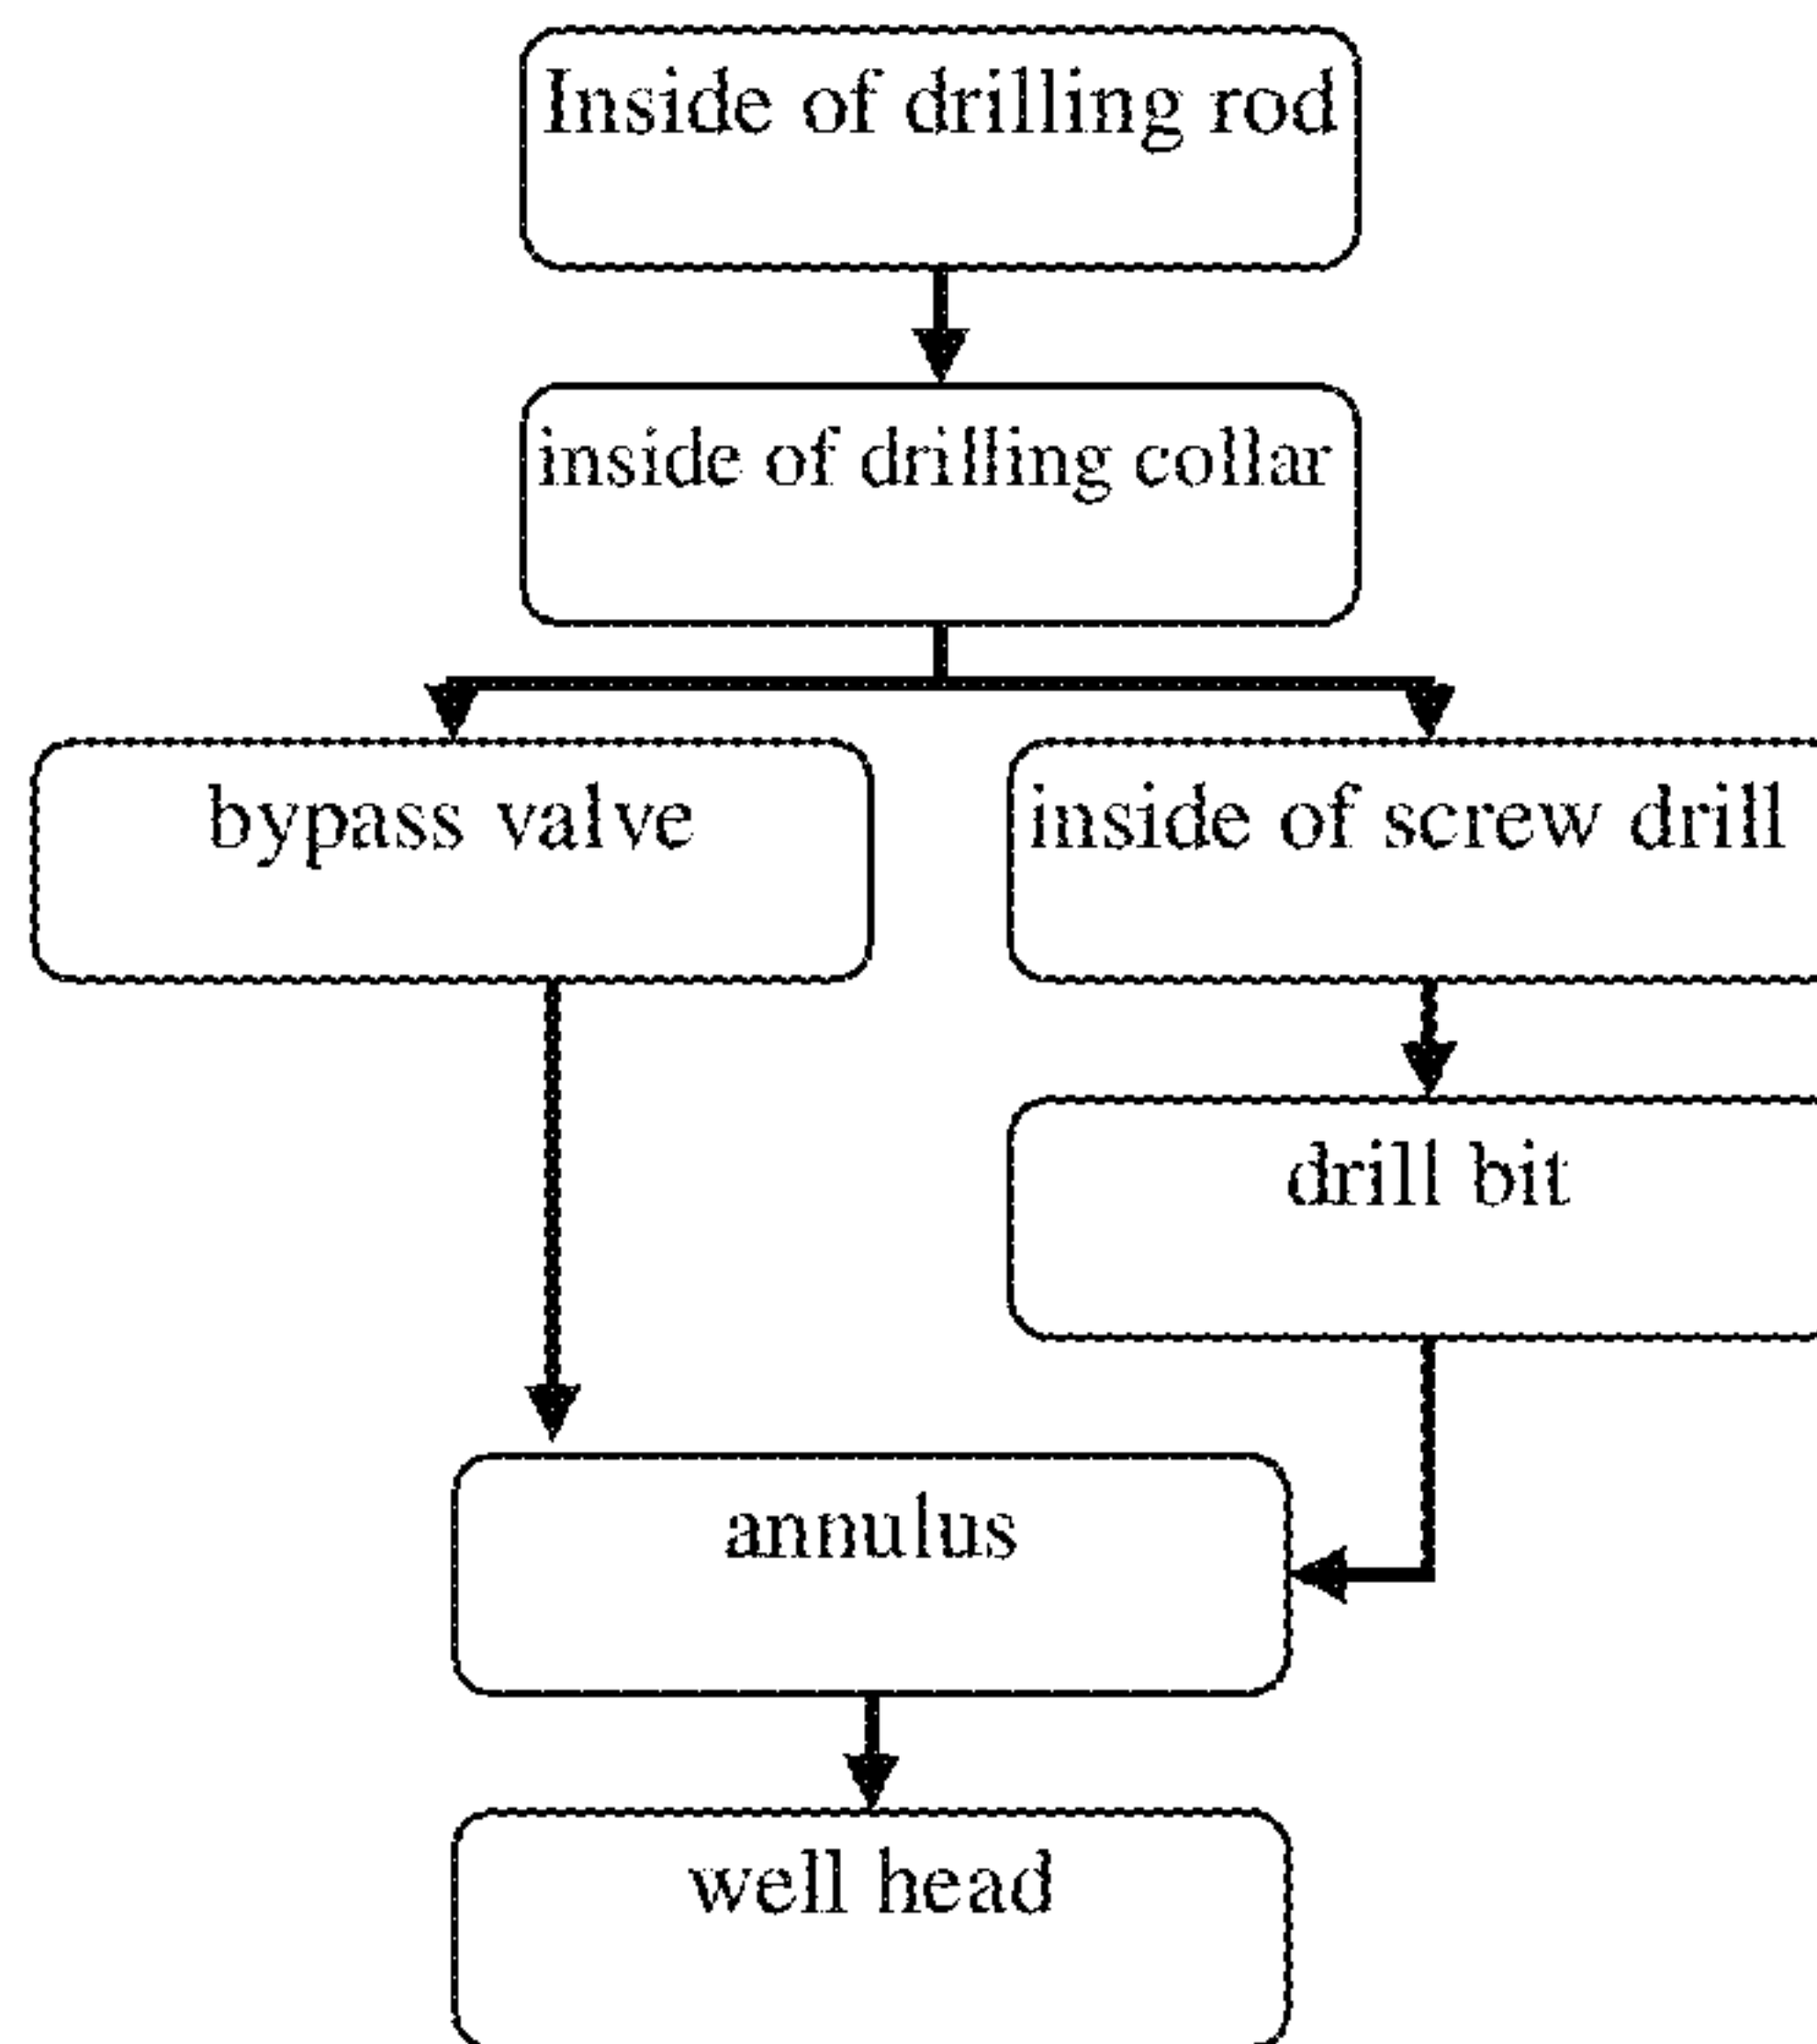 Inside of drilling rod
inside of drilling collar
bypass valve
inside of screw drill
drill bit
annulus
well head